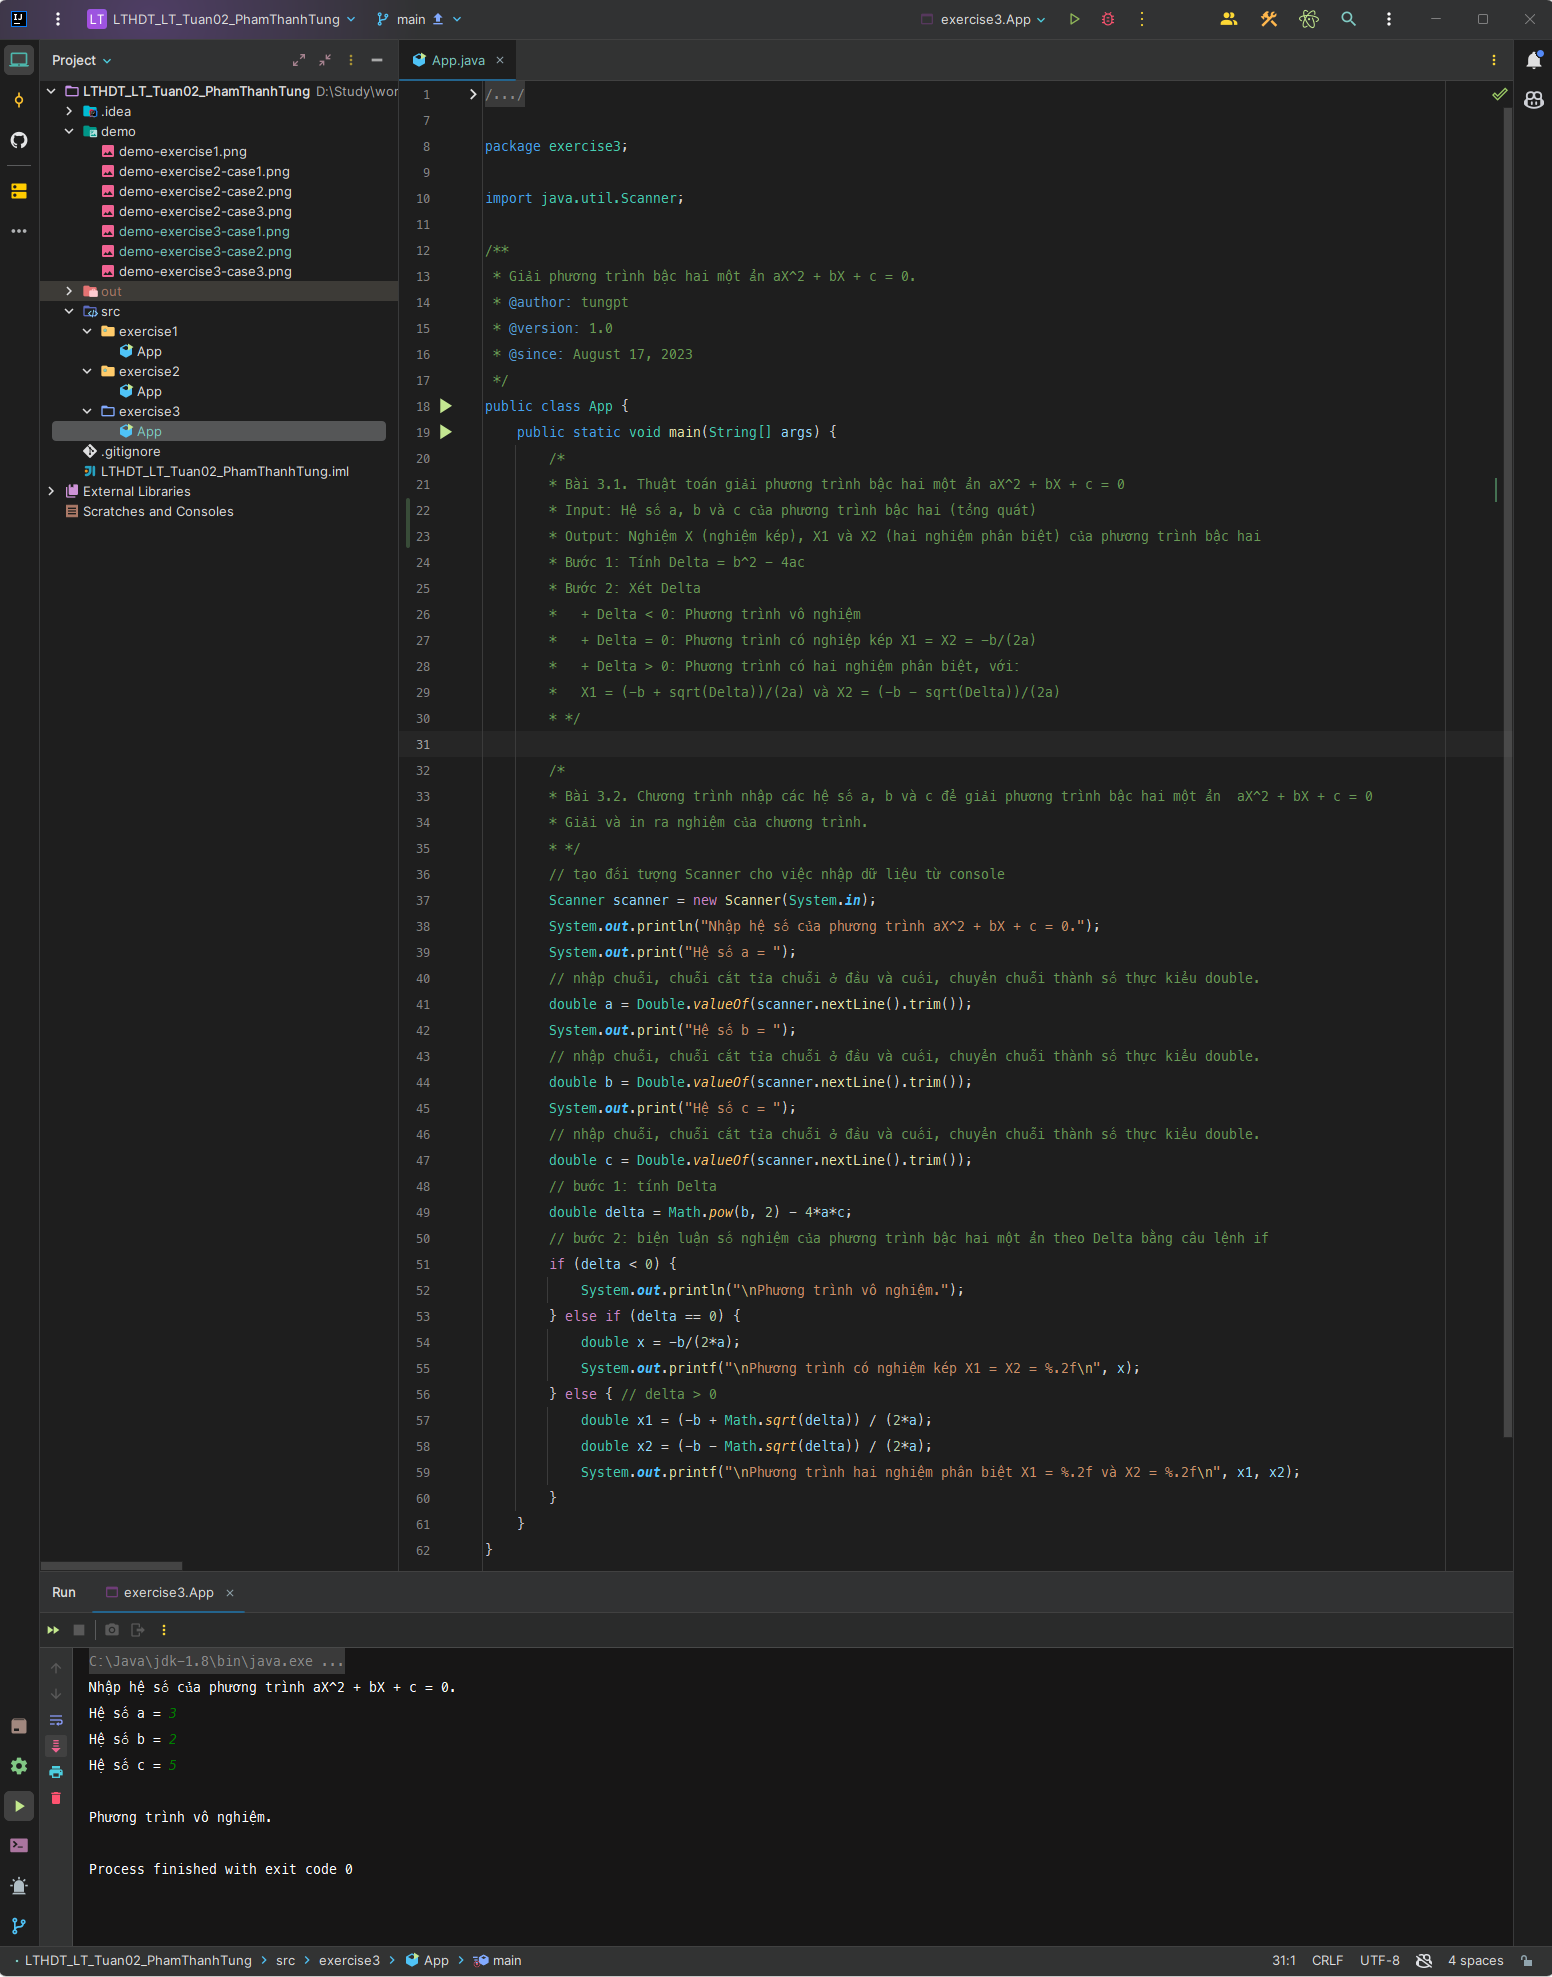 LT LTHDT_LT_Tuan02_PhamThanhTung main exercise3.App
Project
App.java
LTHDT_LT_Tuan02_PhamThanhTung D:\Study\wor
.idea
demo
demo-exercise1.png
demo-exercise2-case1.png
demo-exercise2-case2.png
demo-exercise2-case3.png
demo-exercise3-case1.png
demo-exercise3-case2.png
demo-exercise3-case3.png
out
src
exercise1
App
exercise2
App
exercise3
App
.gitignore
LTHDT_LT_Tuan02_PhamThanhTung.iml
External Libraries
Scratches and Consoles
1 /.../
7
8 package exercise3;
9
10 import java.util.Scanner;
11
12 /**
13 * Giải phương trình bậc hai một ẩn aX^2 + bX + c = 0.
14 * @author: tungpt
15 * @version: 1.0
16 * @since: August 17, 2023
17 */
18 public class App {
19 public static void main(String[] args) {
20 /*
21 * Bài 3.1. Thuật toán giải phương trình bậc hai một ẩn aX^2 + bX + c = 0
22 * Input: Hệ số a, b và c của phương trình bậc hai (tổng quát)
23 * Output: Nghiệm X (nghiệm kép), X1 và X2 (hai nghiệm phân biệt) của phương trình bậc hai
24 * Bước 1: Tính Delta = b^2 - 4ac
25 * Bước 2: Xét Delta
26 * + Delta < 0: Phương trình vô nghiệm
27 * + Delta = 0: Phương trình có nghiệp kép X1 = X2 = -b/(2a)
28 * + Delta > 0: Phương trình có hai nghiệm phân biệt, với:
29 * X1 = (-b + sqrt(Delta))/(2a) và X2 = (-b - sqrt(Delta))/(2a)
30 * */
31
32 /*
33 * Bài 3.2. Chương trình nhập các hệ số a, b và c để giải phương trình bậc hai một ẩn  aX^2 + bX + c = 0
34 * Giải và in ra nghiệm của chương trình.
35 * */
36 // tạo đối tượng Scanner cho việc nhập dữ liệu từ console
37 Scanner scanner = new Scanner(System.in);
38 System.out.println("Nhập hệ số của phương trình aX^2 + bX + c = 0.");
39 System.out.print("Hệ số a = ");
40 // nhập chuỗi, chuỗi cắt tỉa chuỗi ở đầu và cuối, chuyển chuỗi thành số thực kiểu double.
41 double a = Double.valueOf(scanner.nextLine().trim());
42 System.out.print("Hệ số b = ");
43 // nhập chuỗi, chuỗi cắt tỉa chuỗi ở đầu và cuối, chuyển chuỗi thành số thực kiểu double.
44 double b = Double.valueOf(scanner.nextLine().trim());
45 System.out.print("Hệ số c = ");
46 // nhập chuỗi, chuỗi cắt tỉa chuỗi ở đầu và cuối, chuyển chuỗi thành số thực kiểu double.
47 double c = Double.valueOf(scanner.nextLine().trim());
48 // bước 1: tính Delta
49 double delta = Math.pow(b, 2) - 4*a*c;
50 // bước 2: biện luận số nghiệm của phương trình bậc hai một ẩn theo Delta bằng câu lệnh if
51 if (delta < 0) {
52 System.out.println("\nPhương trình vô nghiệm.");
53 } else if (delta == 0) {
54 double x = -b/(2*a);
55 System.out.printf("\nPhương trình có nghiệm kép X1 = X2 = %.2f\n", x);
56 } else { // delta > 0
57 double x1 = (-b + Math.sqrt(delta)) / (2*a);
58 double x2 = (-b - Math.sqrt(delta)) / (2*a);
59 System.out.printf("\nPhương trình hai nghiệm phân biệt X1 = %.2f và X2 = %.2f\n", x1, x2);
60 }
61 }
62 }
Run exercise3.App
C:\Java\jdk-1.8\bin\java.exe ...
Nhập hệ số của phương trình aX^2 + bX + c = 0.
Hệ số a = 3
Hệ số b = 2
Hệ số c = 5
Phương trình vô nghiệm.
Process finished with exit code 0
LTHDT_LT_Tuan02_PhamThanhTung > src > exercise3 > App > main 31:1 CRLF UTF-8 4 spaces